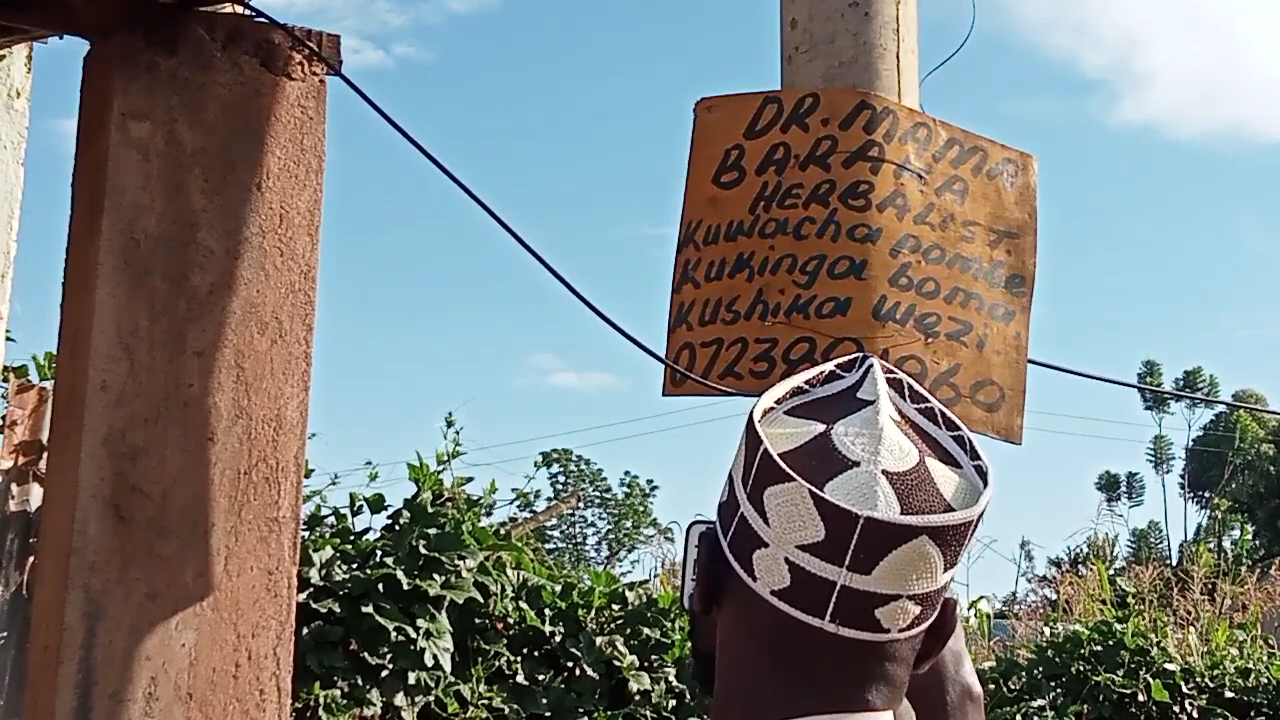 DR. MAMA
BARAKA
HERBALIST
Kuwacha pombe
Kukinga boma
Kushika wezi